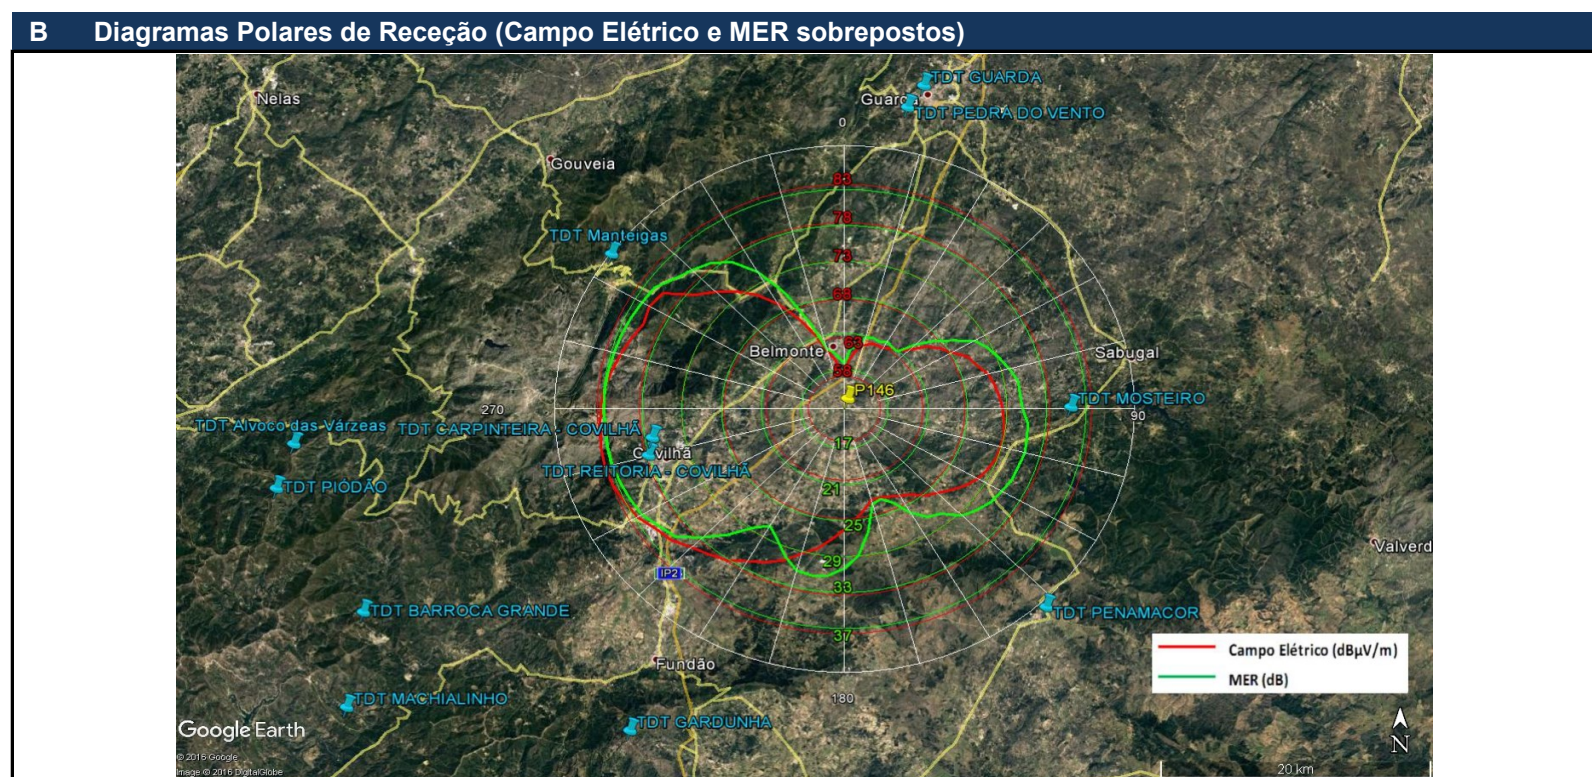 B Diagramas Polares de Receção (Campo Elétrico e MER sobrepostos)
TDT GUARDA
Nelas
Guarda
TDT PEDRA DO VENTO
0
Gouveia
83
78
TDT Manteigas
73
68
63
Belmonte
Sabugal
58
P146
TDT MOSTEIRO
270
90
TDT Alvoco das Várzeas
TDT CARPINTEIRA - COVILHÃ
17
Covilhã
TDT REITORIA - COVILHÃ
TDT PIÓDÃO
21
25
Valverd
29
IP2
33
TDT BARROCA GRANDE
TDT PENAMACOR
37
Campo Elétrico (dBµV/m)
Fundão
MER (dB)
TDT MACHIALINHO
180
TDT GARDUNHA
Google Earth
N
© 2016 Google
Image © 2016 DigitalGlobe
20 km